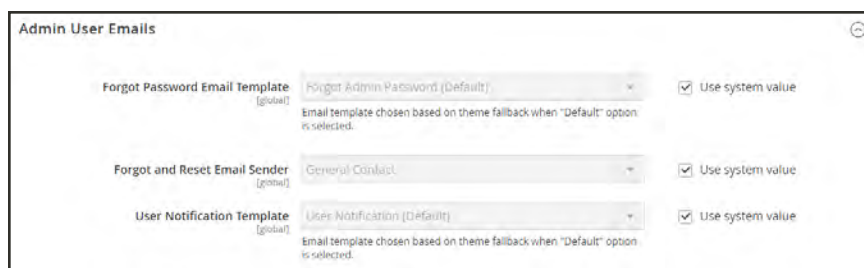 Admin User Emails
Forgot Password Email Template
[global]
Forgot Admin Password (Default)
Use system value
Email template chosen based on theme fallback when "Default" option
is selected.
Forgot and Reset Email Sender
[global]
General Contact
Use system value
User Notification Template
[global]
User Notification (Default)
Use system value
Email template chosen based on theme fallback when "Default" option
is selected.